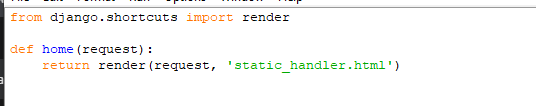 from django.shortcuts import render
def home(request):
    return render(request, 'static_handler.html')